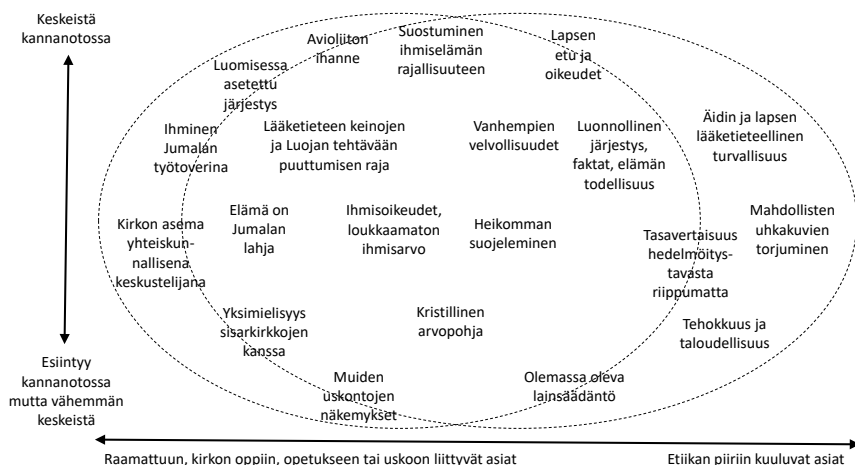 Keskeistä
kannanotossa
Avioliiton
ihanne
Suostuminen
ihmiselämän
rajallisuuteen
Lapsen
etu ja
oikeudet
Luomisessa
asetettu
järjestys
Ihminen
Jumalan
työtoverina
Lääketieteen keinojen
ja Luojan tehtävään
puuttumisen raja
Vanhempien
velvollisuudet
Luonnollinen
järjestys,
faktat, elämän
todellisuus
Äidin ja lapsen
lääketieteellinen
turvallisuus
Kirkon asema
yhteiskun-
nallisena
keskustelijana
Elämä on
Jumalan
lahja
Ihmisoikeudet,
loukkaamaton
ihmisarvo
Heikomman
suojeleminen
Tasavertaisuus
hedelmöitys-
tavasta
riippumatta
Mahdollisten
uhkakuvien
torjuminen
Yksimielisyys
sisarkirkkojen
kanssa
Kristillinen
arvopohja
Tehokkuus ja
taloudellisuus
Esiintyy
kannanotossa
mutta vähemmän
keskeistä
Muiden
uskontojen
näkemykset
Olemassa oleva
lainsäädäntö
Raamattuun, kirkon oppiin, opetukseen tai uskoon liittyvät asiat
Etiikan piiriin kuuluvat asiat